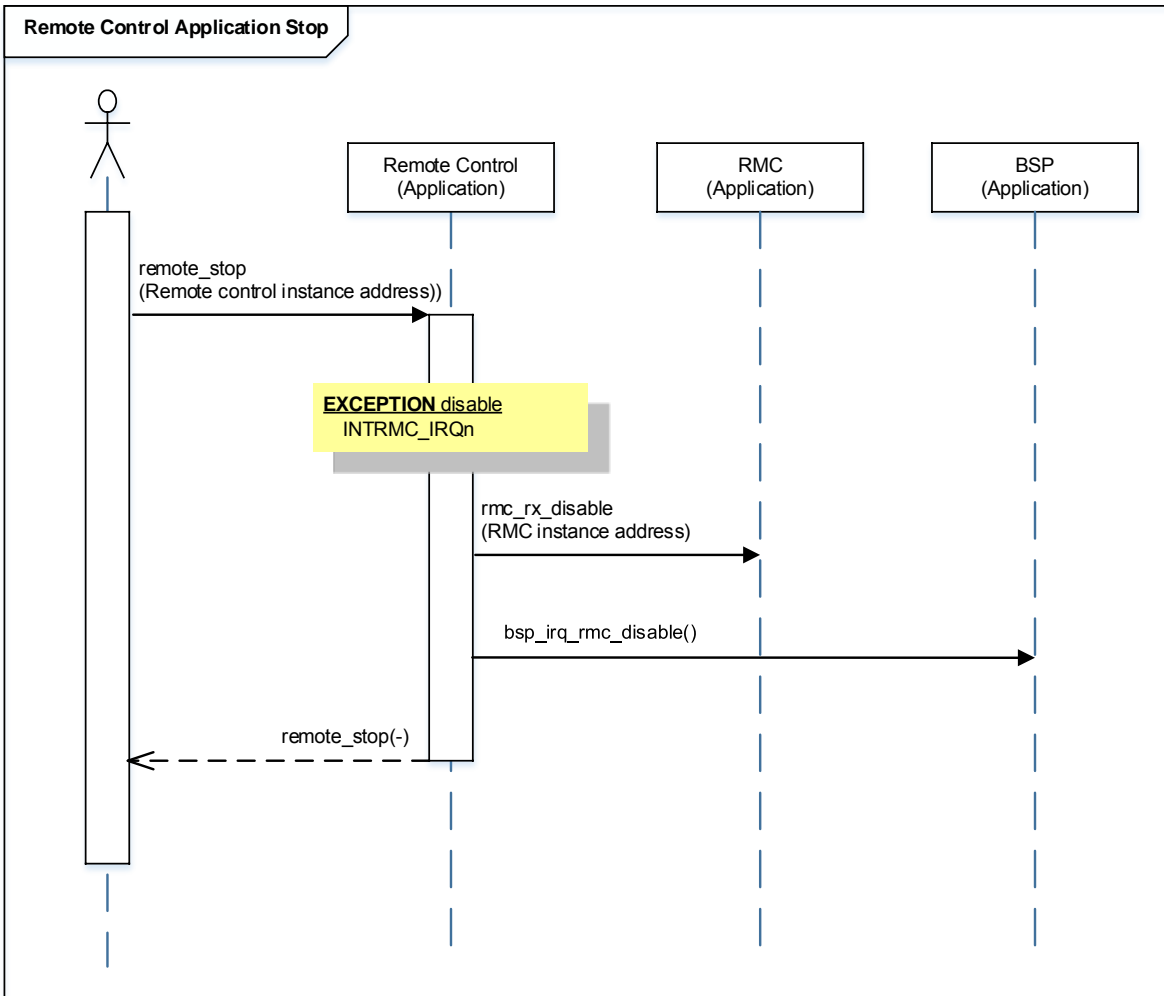 Remote Control Application Stop
Remote Control
(Application)
RMC
(Application)
BSP
(Application)
remote_stop
(Remote control instance address))
EXCEPTION disable
INTRMC_IRQn
rmc_rx_disable
(RMC instance address)
bsp_irq_rmc_disable()
remote_stop(-)